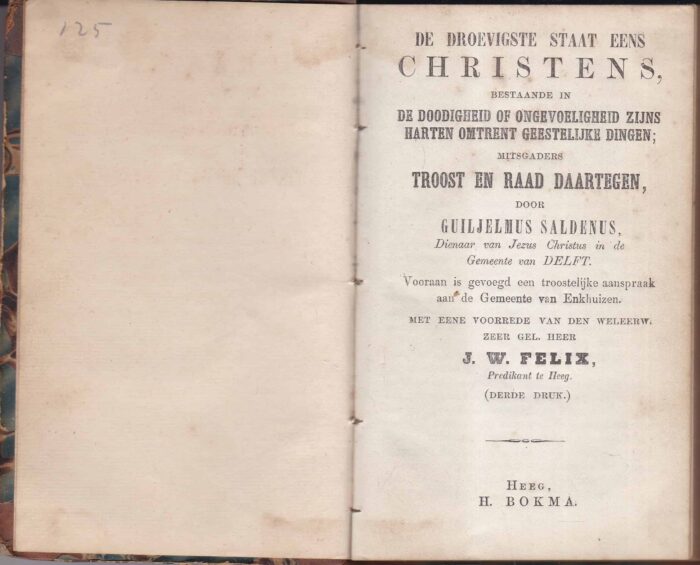 125
DE DROEVIGSTE STAAT EENS
CHRISTENS,
BESTAANDE IN
DE DOODIGHEID OF ONGEVOELIGHEID ZIJNS
HARTEN OMTRENT GEESTELIJKE DINGEN;
MITSGADERS
TROOST EN RAAD DAARTEGEN,
DOOR
GUILJELMUS SALDENUS,
Dienaar van Jezus Christus in de
Gemeente van DELFT.
Vooraan is gevoegd een troostelijke aanspraak
aan de Gemeente van Enkhuizen.
MET EENE VOORREDE VAN DEN WELEERW.
ZEER GEL. HEER
J. W. FELIX,
Predikant te Heeg.
(DERDE DRUK.)
HEEG,
H. BOKMA.